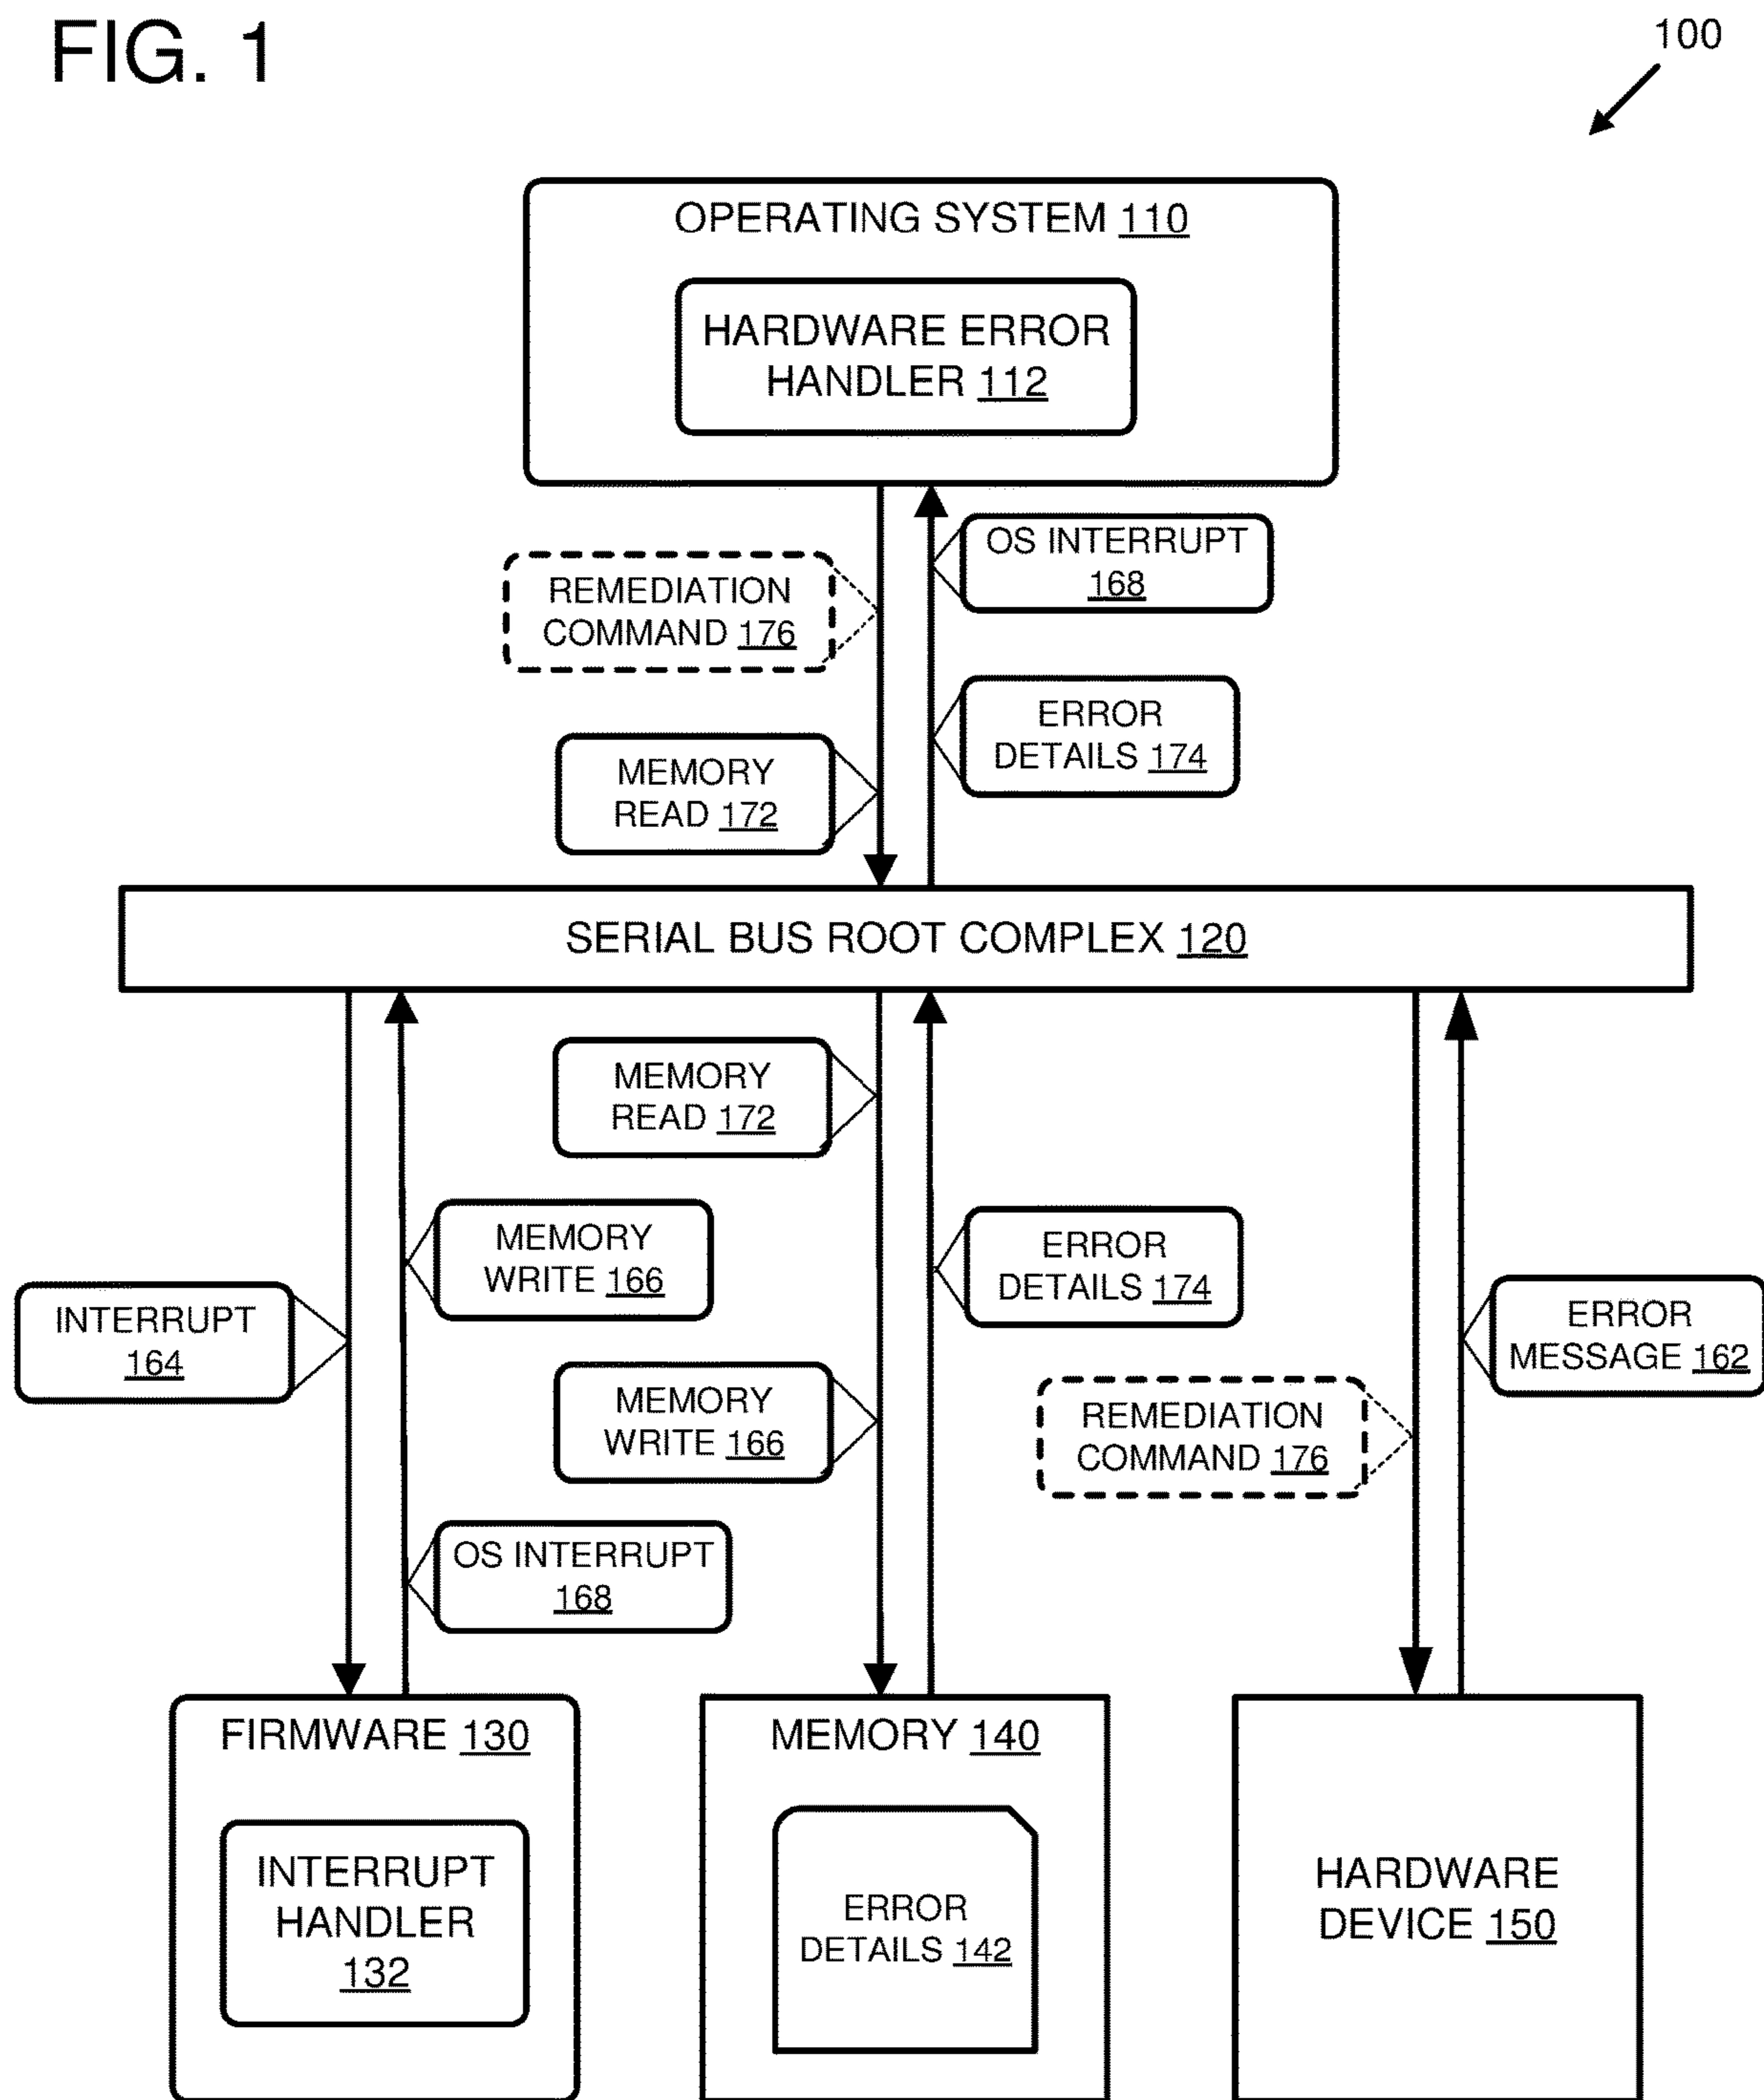 FIG. 1
100
OPERATING SYSTEM 110
HARDWARE ERROR
HANDLER 112
OS INTERRUPT
168
REMEDIATION
COMMAND 176
ERROR
DETAILS 174
MEMORY
READ 172
SERIAL BUS ROOT COMPLEX 120
MEMORY
READ 172
MEMORY
WRITE 166
ERROR
DETAILS 174
INTERRUPT
164
ERROR
MESSAGE 162
MEMORY
WRITE 166
REMEDIATION
COMMAND 176
OS INTERRUPT
168
FIRMWARE 130
INTERRUPT
HANDLER
132
MEMORY 140
ERROR
DETAILS 142
HARDWARE
DEVICE 150